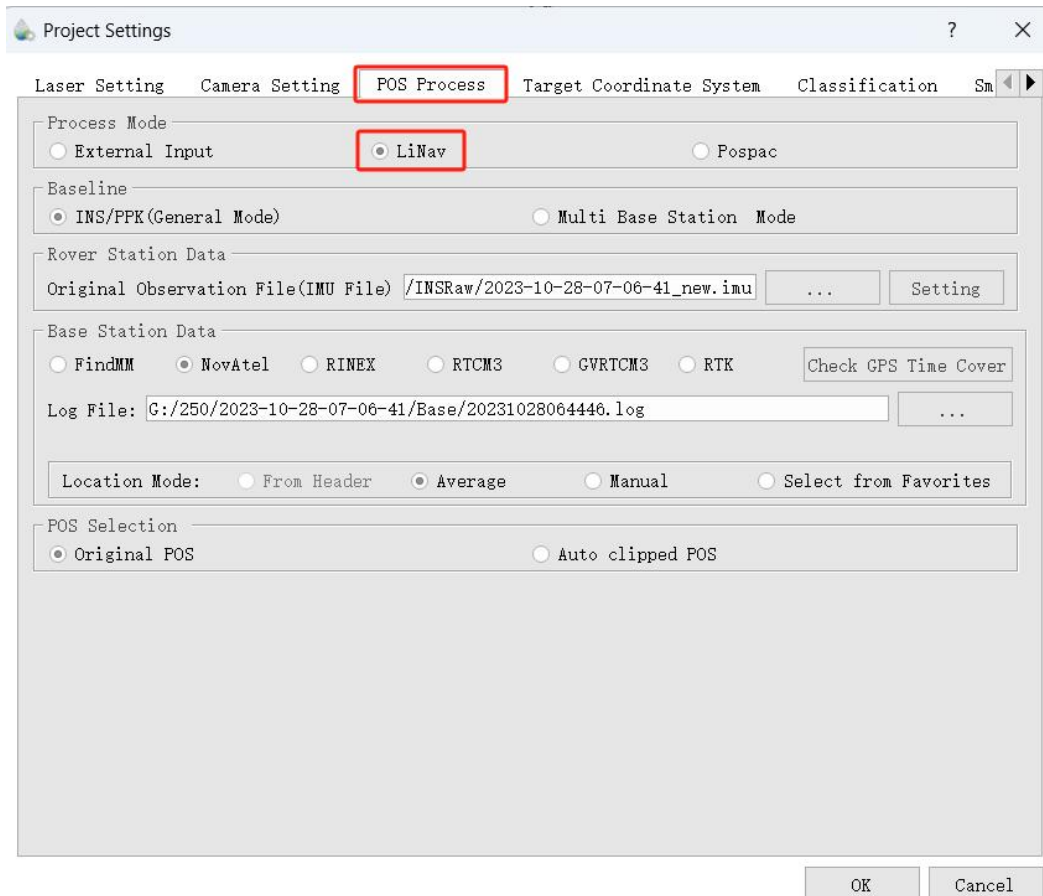 Project Settings ? ×
Laser Setting Camera Setting POS Process Target Coordinate System Classification Sm
Process Mode
External Input LiNav Pospac
Baseline
INS/PPK(General Mode) Multi Base Station Mode
Rover Station Data
Original Observation File(IMU File) /INSRaw/2023-10-28-07-06-41_new.imu ... Setting
Base Station Data
FindMM NovAtel RINEX RTCM3 GVRTCM3 RTK Check GPS Time Cover
Log File: G:/250/2023-10-28-07-06-41/Base/20231028064446.log ...
Location Mode: From Header Average Manual Select from Favorites
POS Selection
Original POS Auto clipped POS
OK Cancel